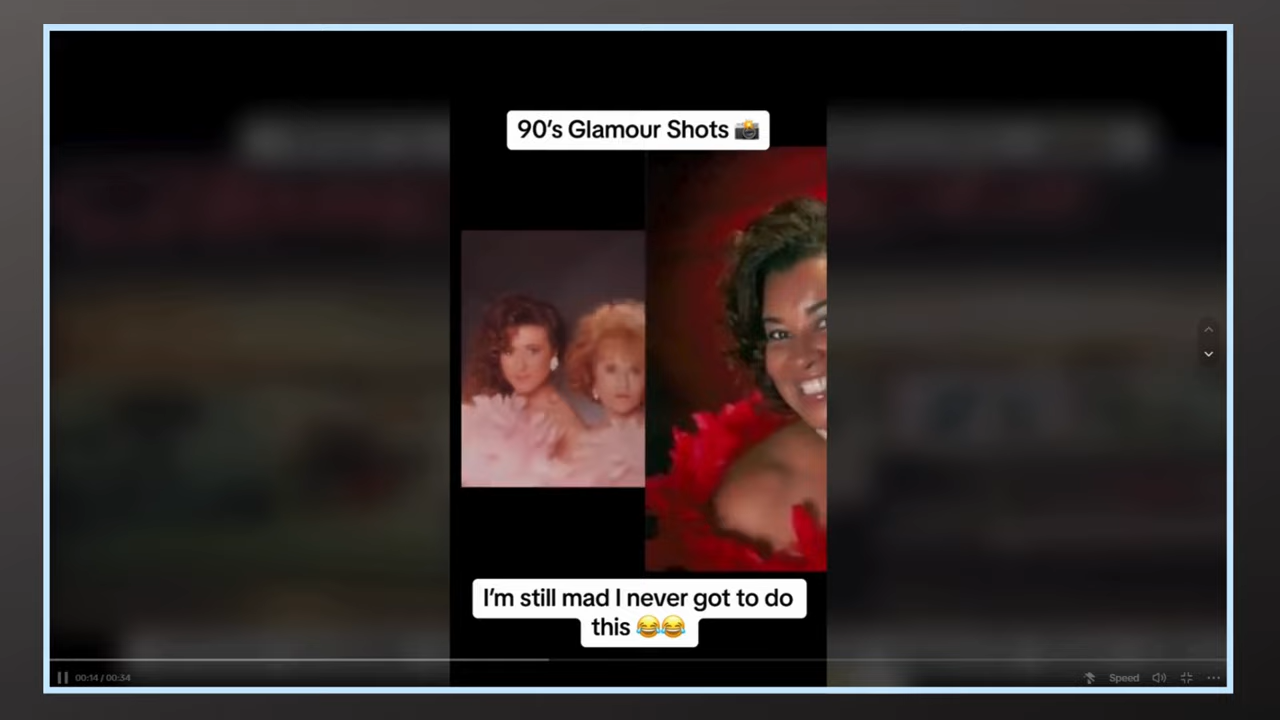 90's Glamour Shots 📸
I'm still mad I never got to do
this 😂😂
00:14 / 00:34
Speed